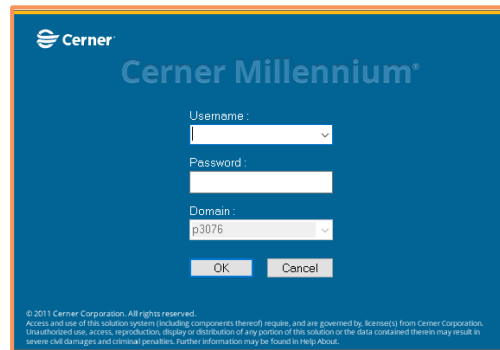 Cerner
Cerner Millennium®
Username :
Password :
Domain :
p3076
OK Cancel
© 2011 Cerner Corporation. All rights reserved.
Access and use of this solution system (including components thereof) require, and are governed by, license(s) from Cerner Corporation.
Unauthorized use, access, reproduction, display or distribution of any portion of this solution or the data contained therein may result in
severe civil damages and criminal penalties. Further information may be found in Help About.